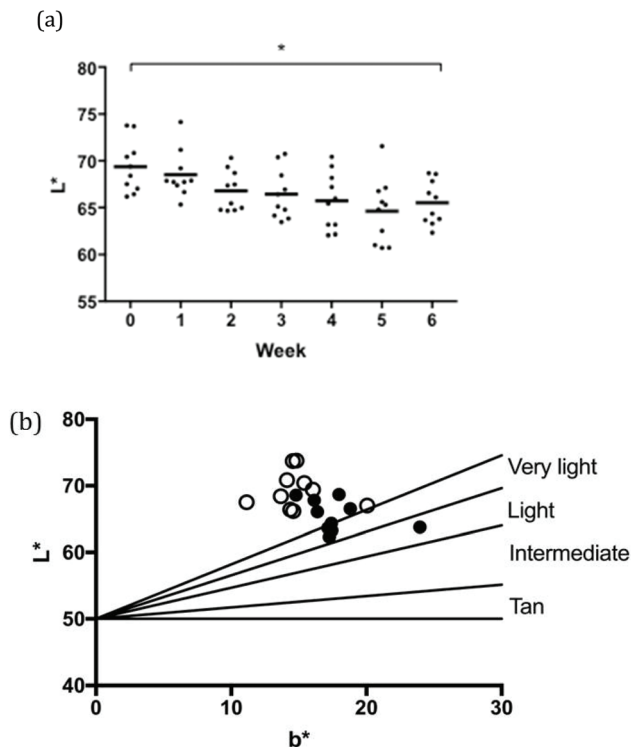 (a)
*
80
75
70
65
60
55
L*
0 1 2 3 4 5 6
Week
(b)
80
70
60
50
40
L*
Very light
Light
Intermediate
Tan
0 10 20 30
b*